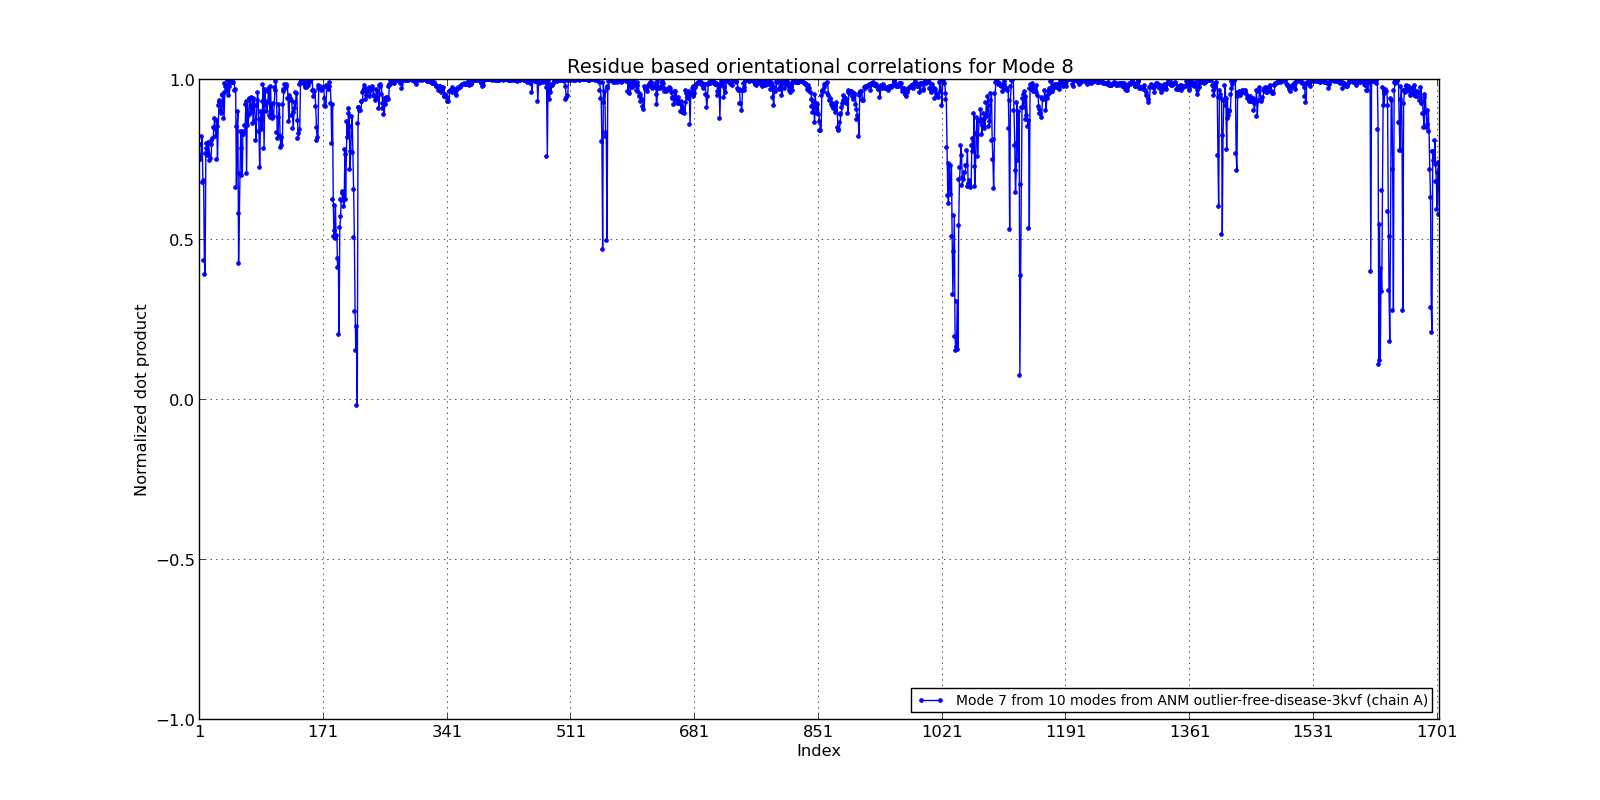 Residue based orientational correlations for Mode 8
1.0
0.5
0.0
−0.5
−1.0
Normalized dot product
Mode 7 from 10 modes from ANM outlier-free-disease-3kvf (chain A)
1 171 341 511 681 851 1021 1191 1361 1531 1701
Index